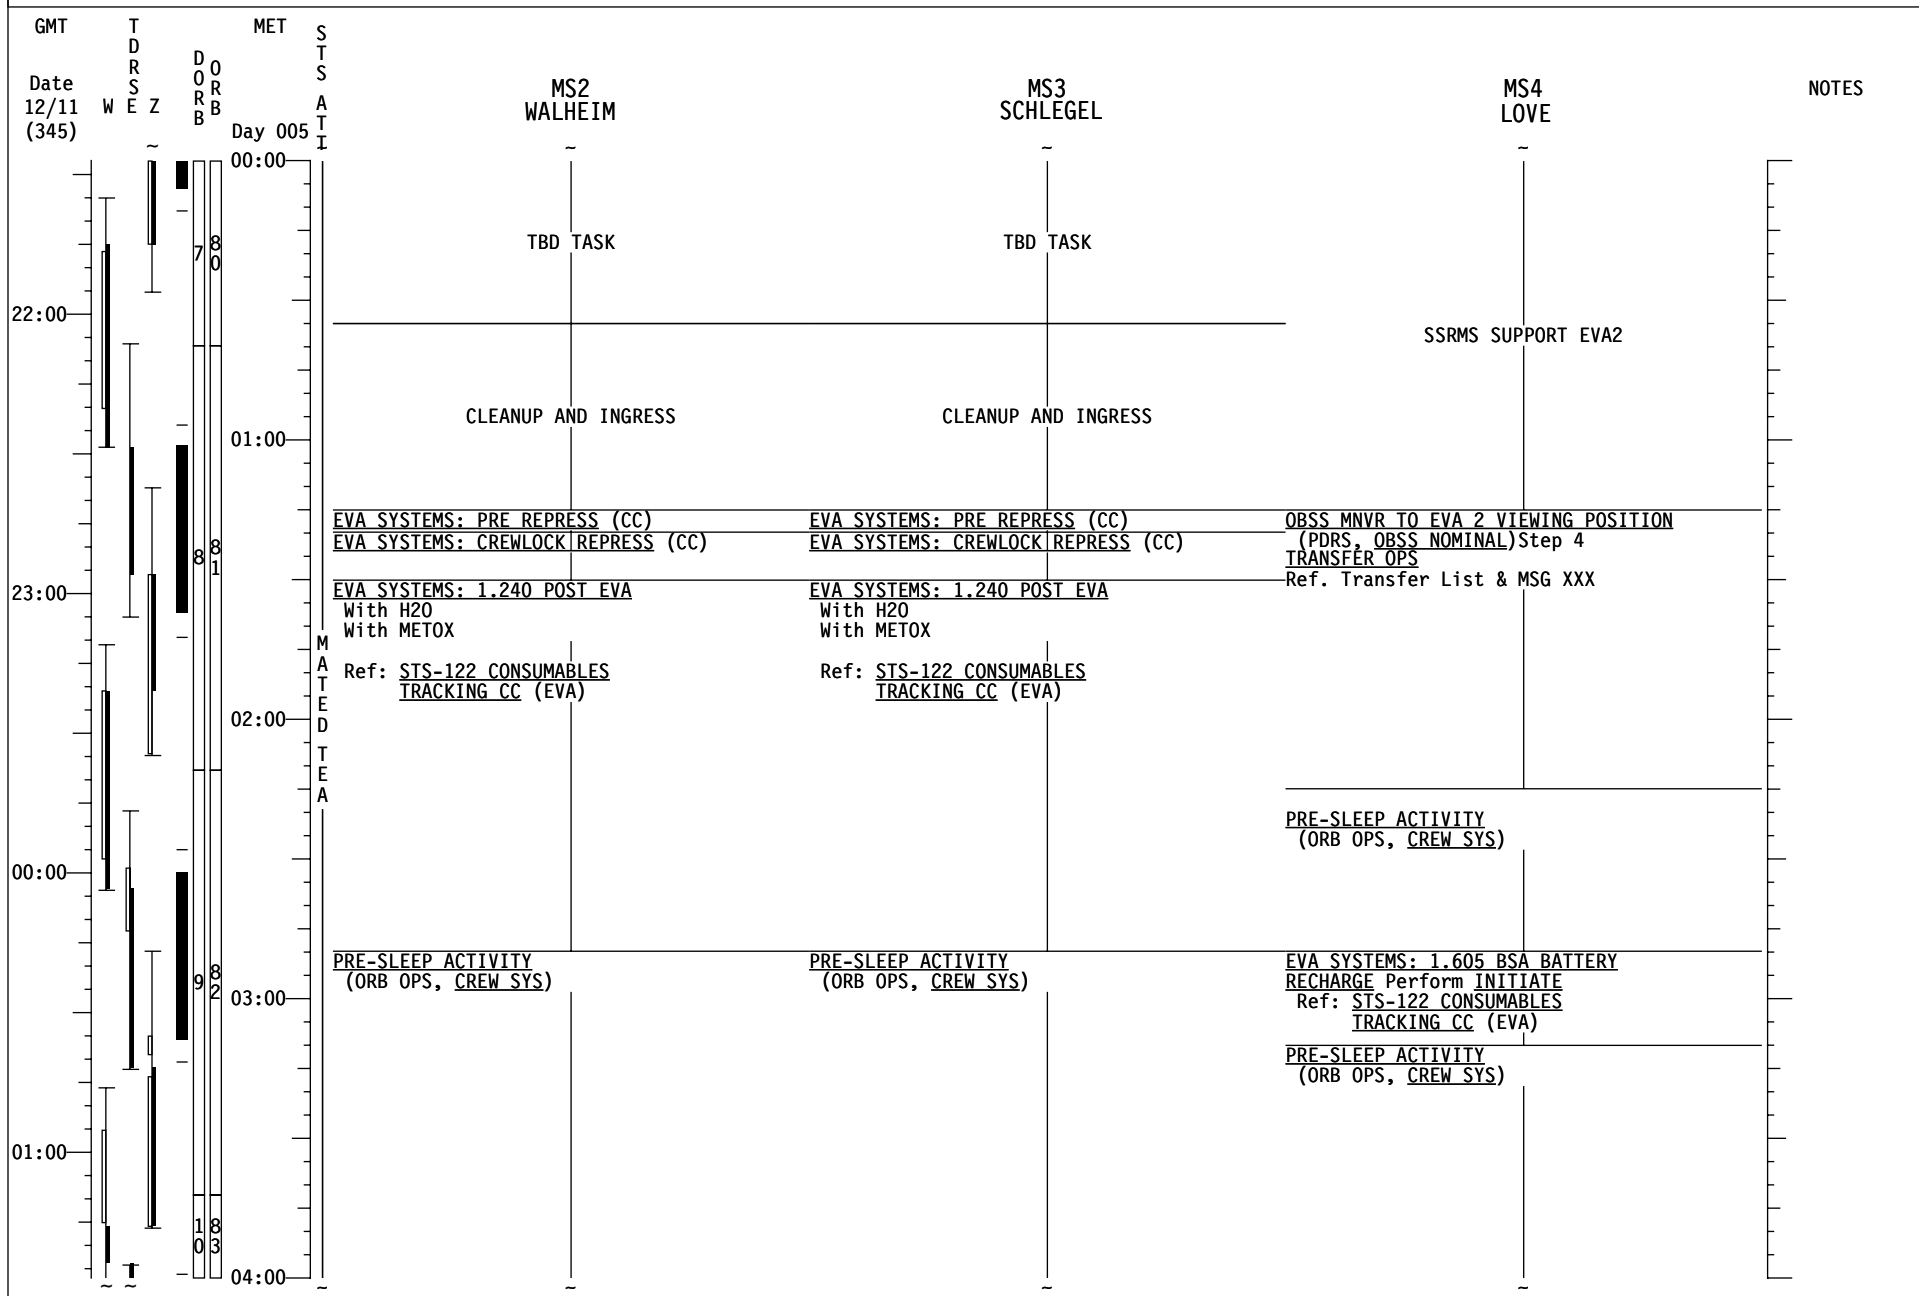 GMT
TDRS
MET
STS ATT
DORB
ORB
Date
12/11
(345)
W E Z
Day 005
MS2
WALHEIM
MS3
SCHLEGEL
MS4
LOVE
NOTES
~ ~ ~ ~
00:00
TBD TASK
TBD TASK
7
80
22:00
SSRMS SUPPORT EVA2
CLEANUP AND INGRESS
CLEANUP AND INGRESS
01:00
EVA SYSTEMS: PRE REPRESS (CC)
EVA SYSTEMS: CREWLOCK REPRESS (CC)
EVA SYSTEMS: PRE REPRESS (CC)
EVA SYSTEMS: CREWLOCK REPRESS (CC)
OBSS MNVR TO EVA 2 VIEWING POSITION
(PDRS, OBSS NOMINAL)Step 4
TRANSFER OPS
Ref. Transfer List & MSG XXX
8
81
23:00
EVA SYSTEMS: 1.240 POST EVA
With H2O
With METOX
Ref: STS-122 CONSUMABLES
TRACKING CC (EVA)
EVA SYSTEMS: 1.240 POST EVA
With H2O
With METOX
Ref: STS-122 CONSUMABLES
TRACKING CC (EVA)
MATED TEA
02:00
PRE-SLEEP ACTIVITY
(ORB OPS, CREW SYS)
00:00
PRE-SLEEP ACTIVITY
(ORB OPS, CREW SYS)
PRE-SLEEP ACTIVITY
(ORB OPS, CREW SYS)
EVA SYSTEMS: 1.605 BSA BATTERY
RECHARGE Perform INITIATE
Ref: STS-122 CONSUMABLES
TRACKING CC (EVA)
9
82
03:00
PRE-SLEEP ACTIVITY
(ORB OPS, CREW SYS)
01:00
10
83
04:00
~ ~ ~ ~ ~ ~